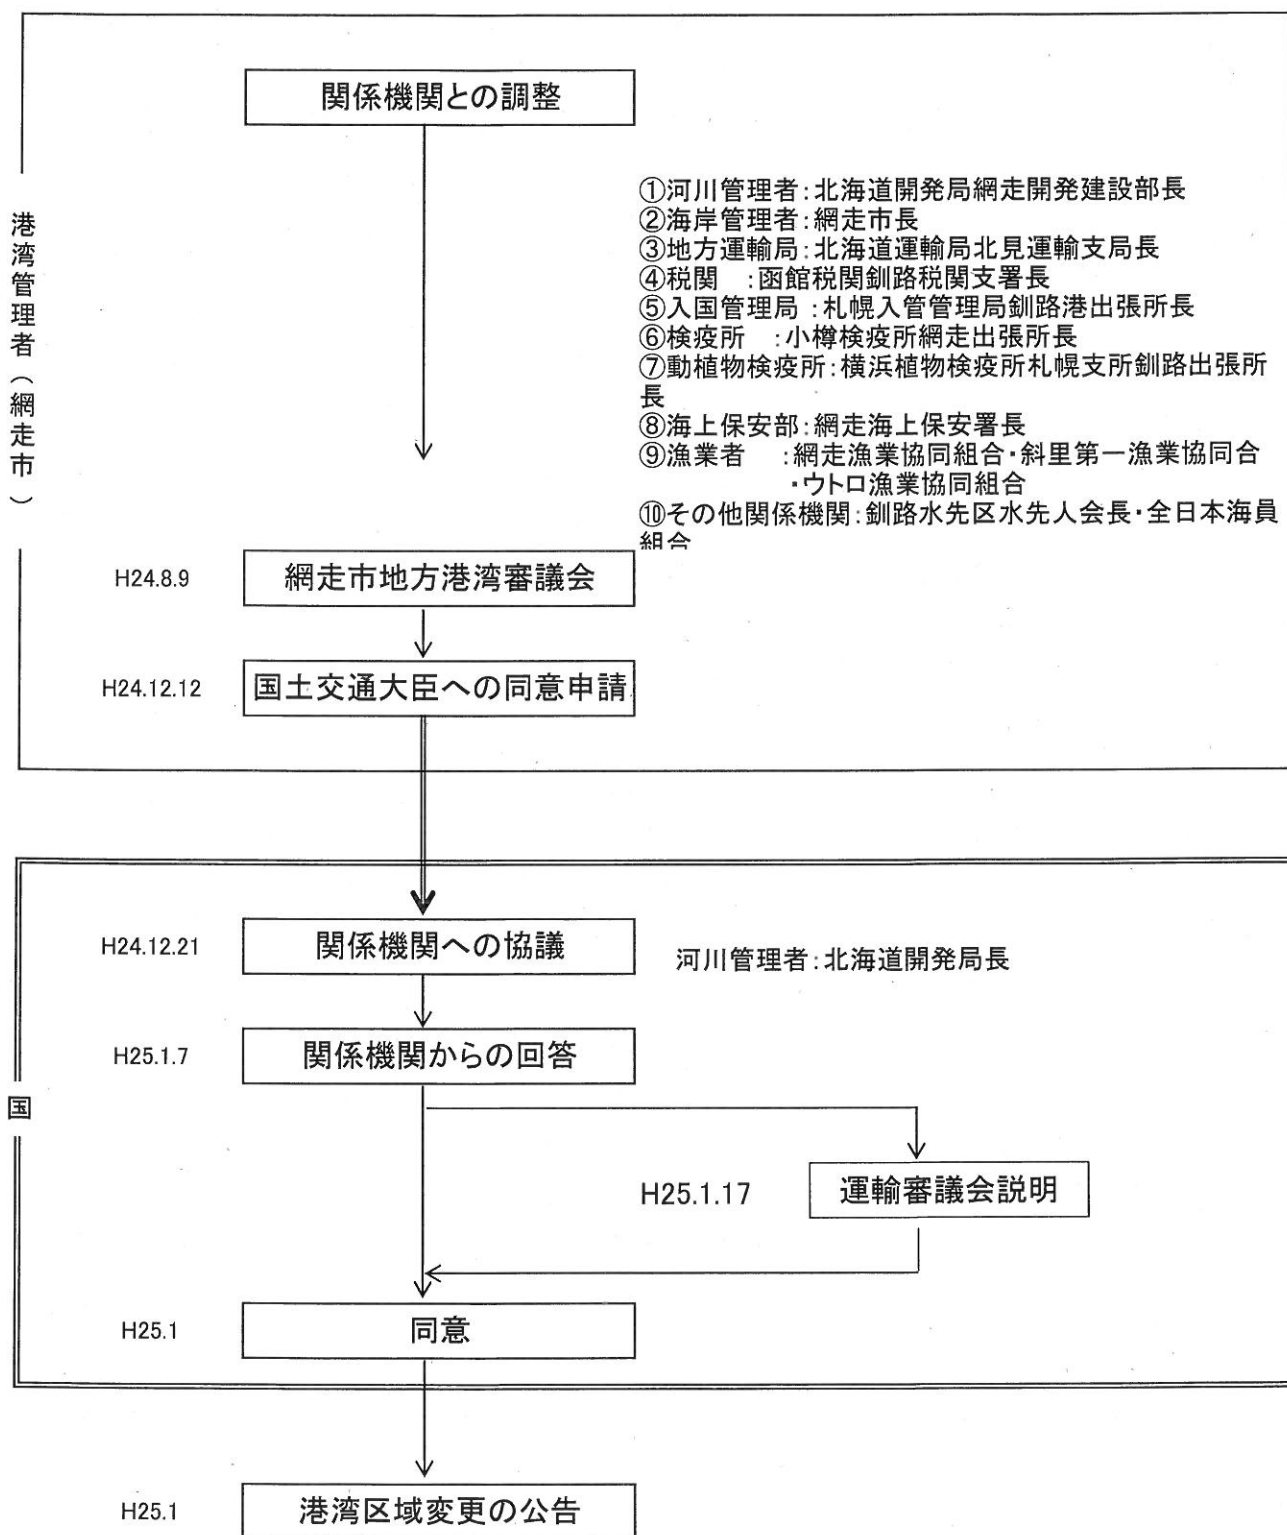 関係機関との調整
港湾管理者(網走市)
①河川管理者:北海道開発局網走開発建設部長
②海岸管理者:網走市長
③地方運輸局:北海道運輸局北見運輸支局長
④税関 :函館税関釧路税関支署長
⑤入国管理局 :札幌入管管理局釧路港出張所長
⑥検疫所 :小樽検疫所網走出張所長
⑦動植物検疫所:横浜植物検疫所札幌支所釧路出張所
長
⑧海上保安部:網走海上保安署長
⑨漁業者 :網走漁業協同組合・斜里第一漁業協同合
・ウトロ漁業協同組合
⑩その他関係機関:釧路水先区水先人会長・全日本海員
組合
H24.8.9 網走市地方港湾審議会
H24.12.12 国土交通大臣への同意申請
国
H24.12.21 関係機関への協議 河川管理者:北海道開発局長
H25.1.7 関係機関からの回答
H25.1.17 運輸審議会説明
H25.1 同意
H25.1 港湾区域変更の公告